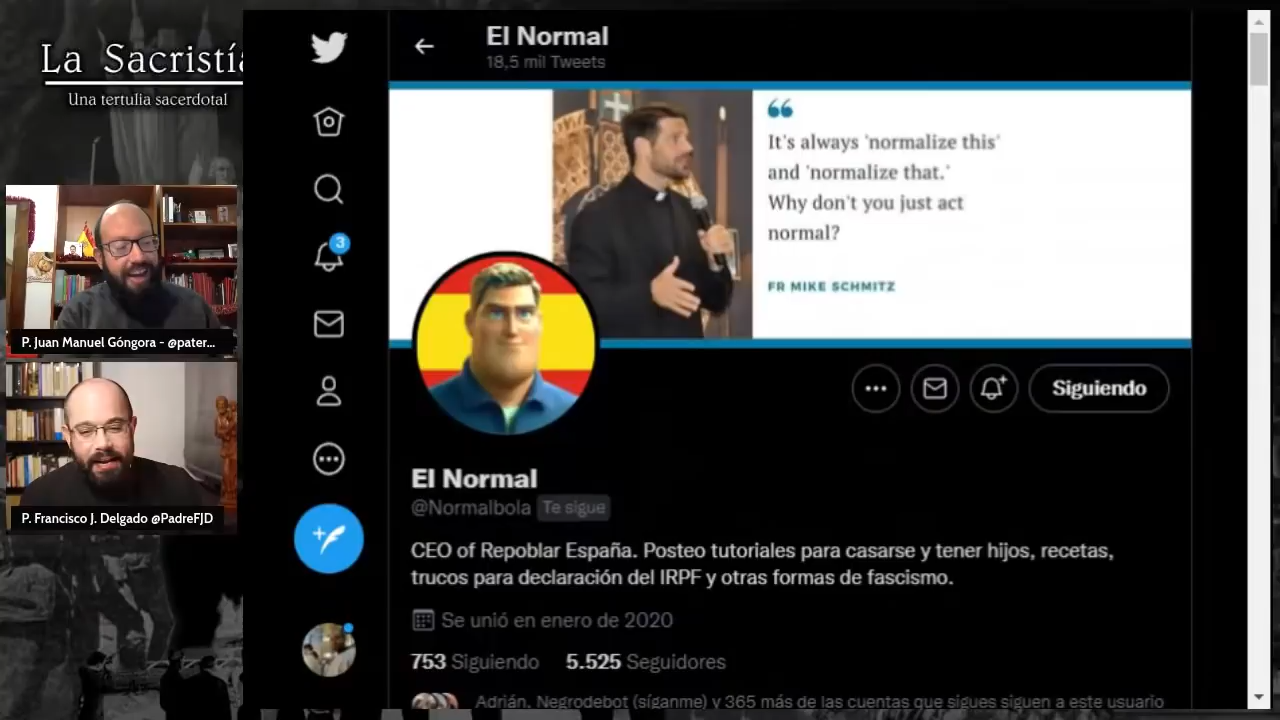 La Sacristía
Una tertulia sacerdotal
P. Juan Manuel Góngora - @pater...
P. Francisco J. Delgado @PadreFJD
El Normal
18,5 mil Tweets
3
It's always 'normalize this'
and 'normalize that.'
Why don't you just act
normal?
FR MIKE SCHMITZ
Siguiendo
El Normal
@Normalbola Te sigue
CEO of Repoblar España. Posteo tutoriales para casarse y tener hijos, recetas,
trucos para declaración del IRPF y otras formas de fascismo.
Se unió en enero de 2020
753 Siguiendo 5.525 Seguidores
Adrián, Negrodebot (síganme) y 365 más de las cuentas que sigues siguen a este usuario